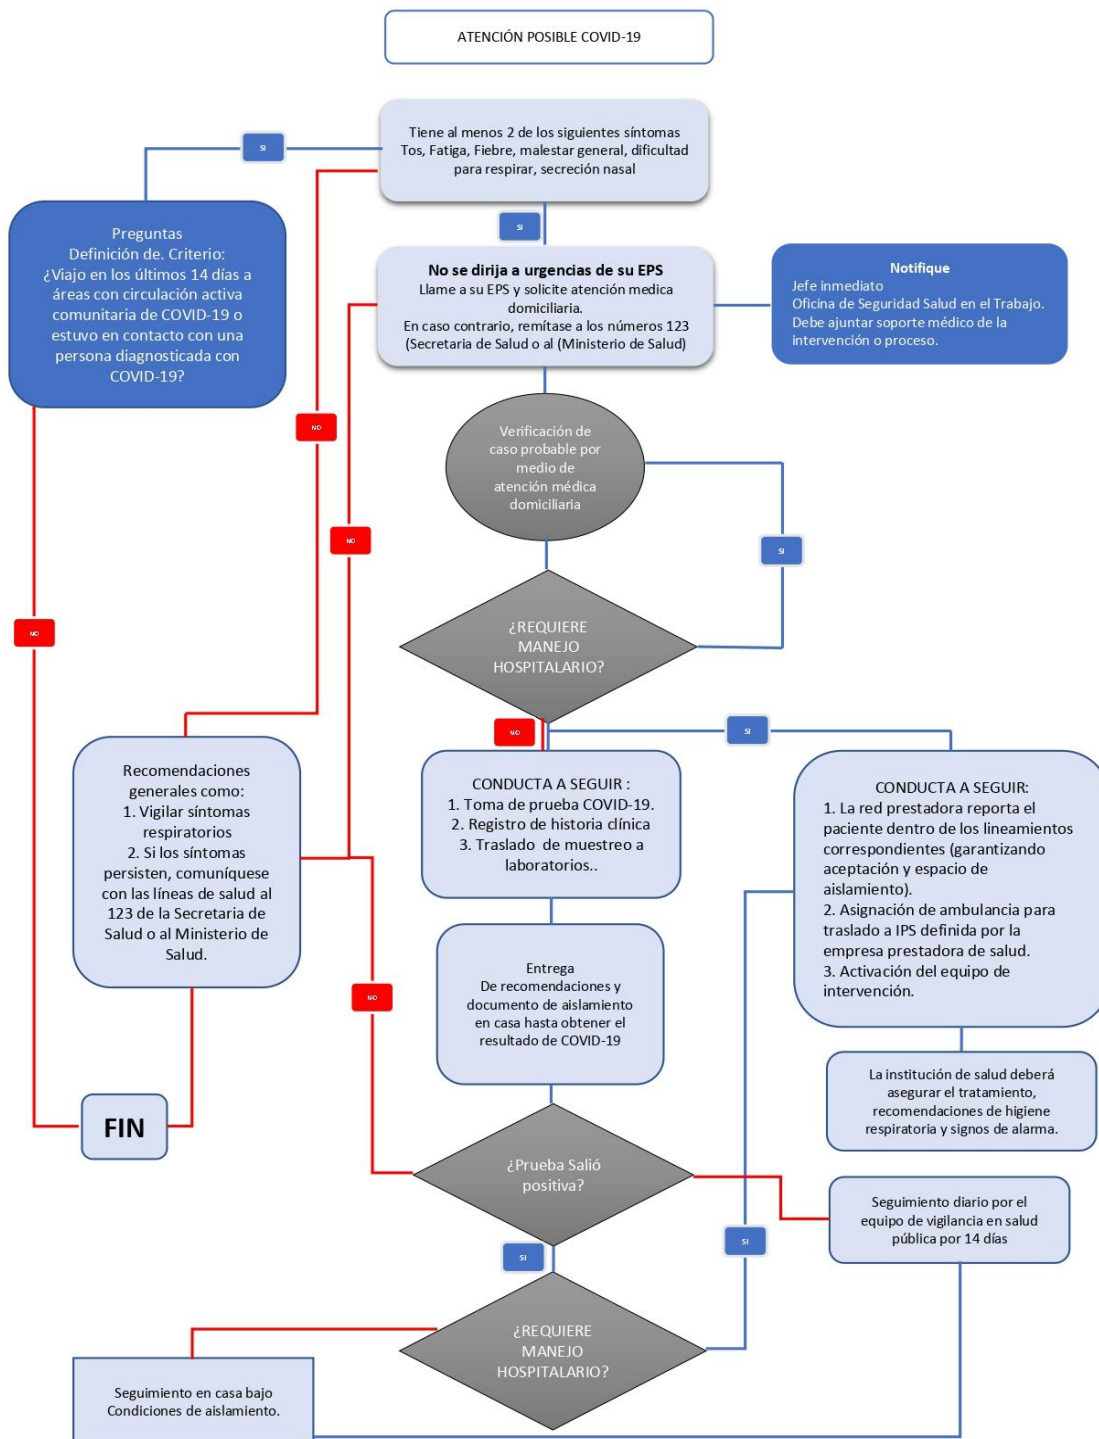 ATENCIÓN POSIBLE COVID-19
Tiene al menos 2 de los siguientes síntomas
Tos, Fatiga, Fiebre, malestar general, dificultad
para respirar, secreción nasal
SI
SI
Preguntas
Definición de. Criterio:
¿Viajo en los últimos 14 días a
áreas con circulación activa
comunitaria de COVID-19 o
estuvo en contacto con una
persona diagnosticada con
COVID-19?
No se dirija a urgencias de su EPS
Llame a su EPS y solicite atención medica
domiciliaria.
En caso contrario, remítase a los números 123
(Secretaria de Salud o al (Ministerio de Salud)
Notifique
Jefe inmediato
Oficina de Seguridad Salud en el Trabajo.
Debe ajuntar soporte médico de la
intervención o proceso.
NO
Verificación de
caso probable por
medio de
atención médica
domiciliaria
NO
SI
NO
¿REQUIERE
MANEJO
HOSPITALARIO?
NO
SI
Recomendaciones
generales como:
1. Vigilar síntomas
respiratorios
2. Si los síntomas
persisten, comuníquese
con las líneas de salud al
123 de la Secretaria de
Salud o al Ministerio de
Salud.
CONDUCTA A SEGUIR :
1. Toma de prueba COVID-19.
2. Registro de historia clínica
3. Traslado de muestreo a
laboratorios..
CONDUCTA A SEGUIR:
1. La red prestadora reporta el
paciente dentro de los lineamientos
correspondientes (garantizando
aceptación y espacio de
aislamiento).
2. Asignación de ambulancia para
traslado a IPS definida por la
empresa prestadora de salud.
3. Activación del equipo de
intervención.
NO
Entrega
De recomendaciones y
documento de aislamiento
en casa hasta obtener el
resultado de COVID-19
La institución de salud deberá
asegurar el tratamiento,
recomendaciones de higiene
respiratoria y signos de alarma.
FIN
¿Prueba Salió
positiva?
Seguimiento diario por el
equipo de vigilancia en salud
pública por 14 días
SI
SI
¿REQUIERE
MANEJO
HOSPITALARIO?
Seguimiento en casa bajo
Condiciones de aislamiento.